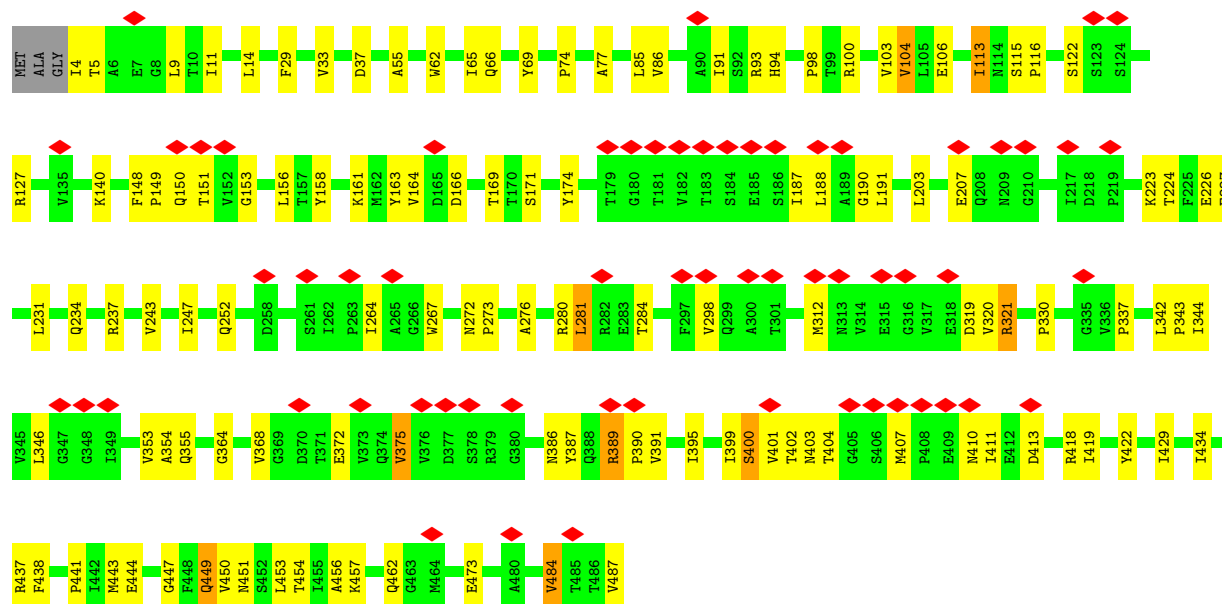 MET ALA GLY I4 T5 A6 E7 G8 L9 T10 I11 L14 F29 V33 D37 A55 W62 I65 Q66 Y69 P74 A77 L85 V86 A90 I91 S92 R93 H94 P98 T99 R100 V103 V104 L105 E106 I113 N114 S115 P116 S122 S123 S124
R127 V135 K140 F148 P149 Q150 T151 V152 G153 L156 T157 Y158 K161 M162 Y163 V164 D165 D166 T169 T170 S171 Y174 T179 G180 T181 V182 T183 S184 E185 S186 I187 L188 A189 G190 L191 L203 E207 Q208 N209 G210 I217 D218 P219 K223 T224 F225 E226
L231 Q234 R237 V243 I247 Q252 D258 S261 I262 P263 I264 A265 G266 W267 N272 P273 A276 R280 L281 R282 E283 T284 F297 V298 Q299 A300 T301 M312 N313 V314 E315 G316 V317 E318 D319 V320 R321 P330 G335 V336 P337 L342 P343 I344
V345 L346 G347 G348 I349 V353 A354 Q355 G364 V368 G369 D370 T371 E372 V373 Q374 V375 V376 D377 S378 R379 G380 N386 Y387 Q388 R389 P390 V391 I395 I399 S400 V401 T402 N403 T404 G405 S406 M407 P408 E409 N410 I411 E412 D413 R418 I419 Y422 I429 I434
R437 F438 P441 I442 M443 E444 G447 F448 Q449 V450 N451 S452 L453 T454 I455 A456 K457 Q462 G463 M464 E473 A480 V484 T485 T486 V487